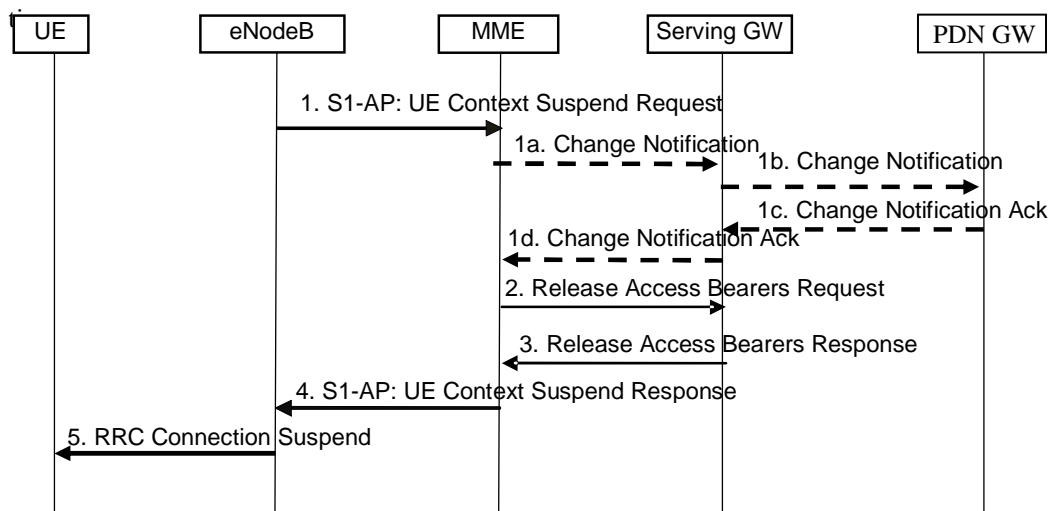 UE eNodeB MME Serving GW PDN GW
1. S1-AP: UE Context Suspend Request
1a. Change Notification
1b. Change Notification
1c. Change Notification Ack
1d. Change Notification Ack
2. Release Access Bearers Request
3. Release Access Bearers Response
4. S1-AP: UE Context Suspend Response
5. RRC Connection Suspend